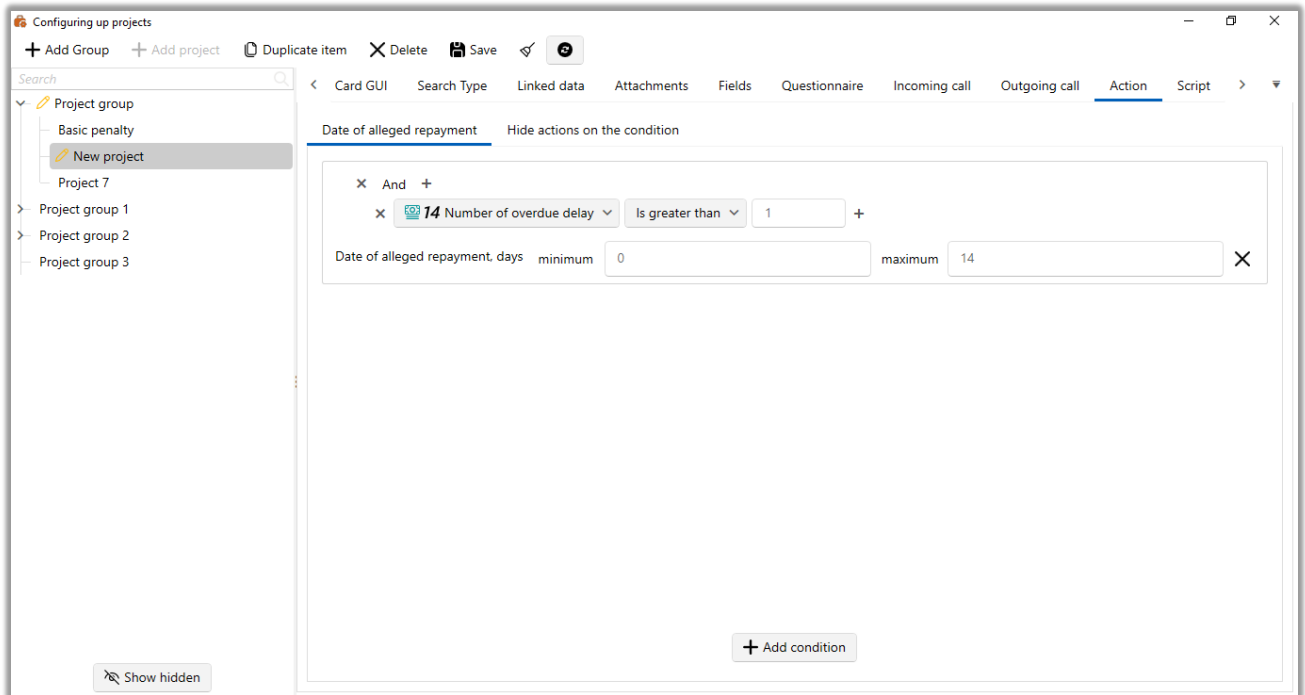 Configuring up projects
Add Group Add project Duplicate item Delete Save
Search
Card GUI Search Type Linked data Attachments Fields Questionnaire Incoming call Outgoing call Action Script
Project group
Basic penalty
New project
Project 7
Project group 1
Project group 2
Project group 3
Date of alleged repayment Hide actions on the condition
And
14 Number of overdue delay Is greater than 1
Date of alleged repayment, days minimum 0 maximum 14
Add condition
Show hidden